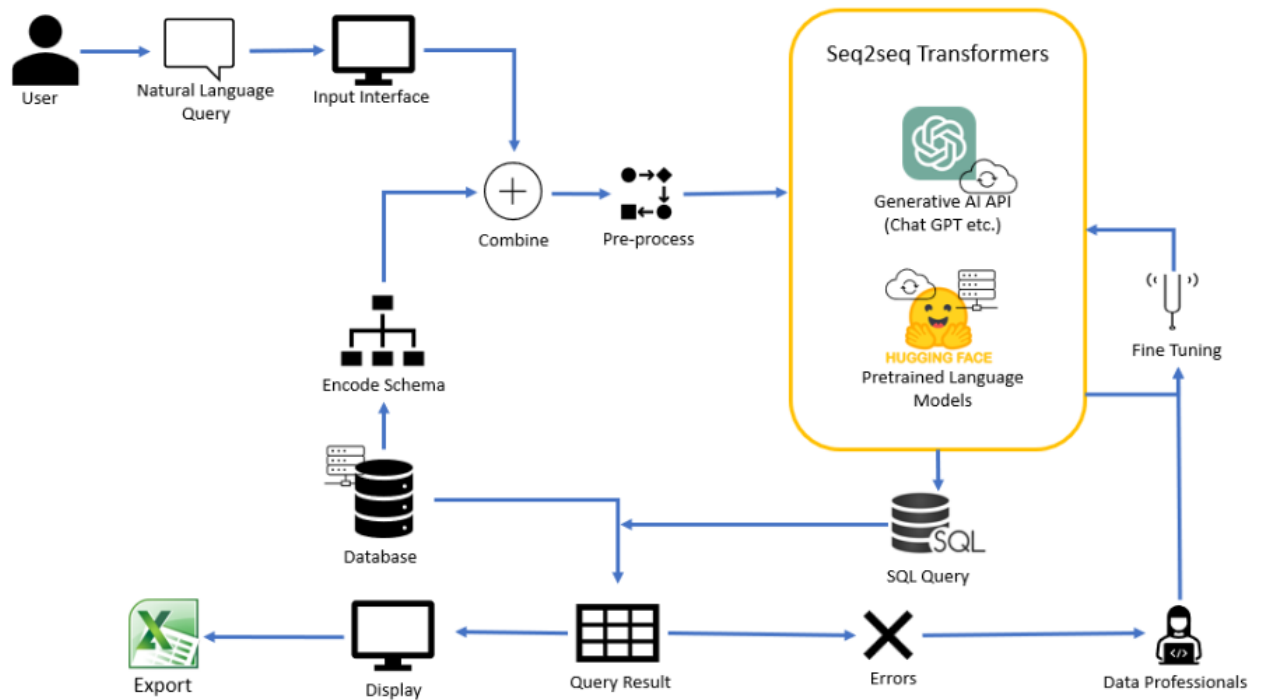 Seq2seq Transformers
User
Natural Language
Query
Input Interface
Generative AI API
(Chat GPT etc.)
Combine
Pre-process
HUGGING FACE
Pretrained Language
Models
Fine Tuning
Encode Schema
Database
SQL
SQL Query
X
Export
Display
Query Result
Errors
</>
Data Professionals